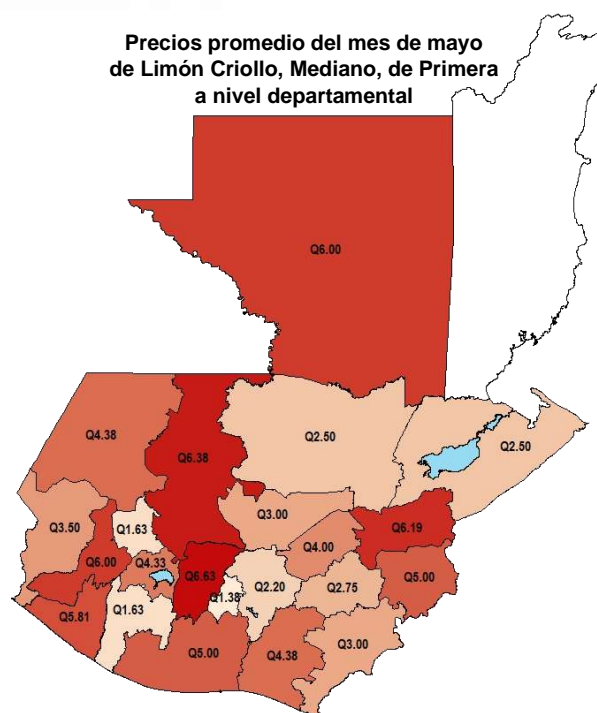 Precios promedio del mes de mayo
de Limón Criollo, Mediano, de Primera
a nivel departamental
Q6.00
Q4.38
Q6.38
Q2.50
Q2.50
Q3.50
Q1.63
Q3.00
Q6.19
Q6.00
Q4.33
Q4.00
Q6.63
Q1.38
Q2.20
Q2.75
Q5.00
Q5.81
Q1.63
Q5.00
Q4.38
Q3.00